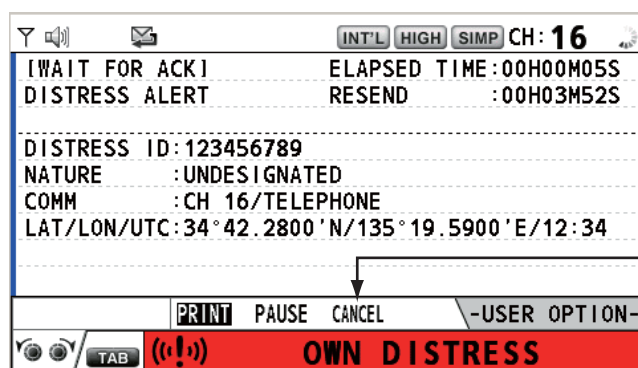 INT'L HIGH SIMP CH: 16
[WAIT FOR ACK] ELAPSED TIME:00H00M05S
DISTRESS ALERT RESEND :00H03M52S
DISTRESS ID:123456789
NATURE :UNDESIGNATED
COMM :CH 16/TELEPHONE
LAT/LON/UTC:34°42.2800'N/135°19.5900'E/12:34
PRINT PAUSE CANCEL -USER OPTION-
TAB OWN DISTRESS